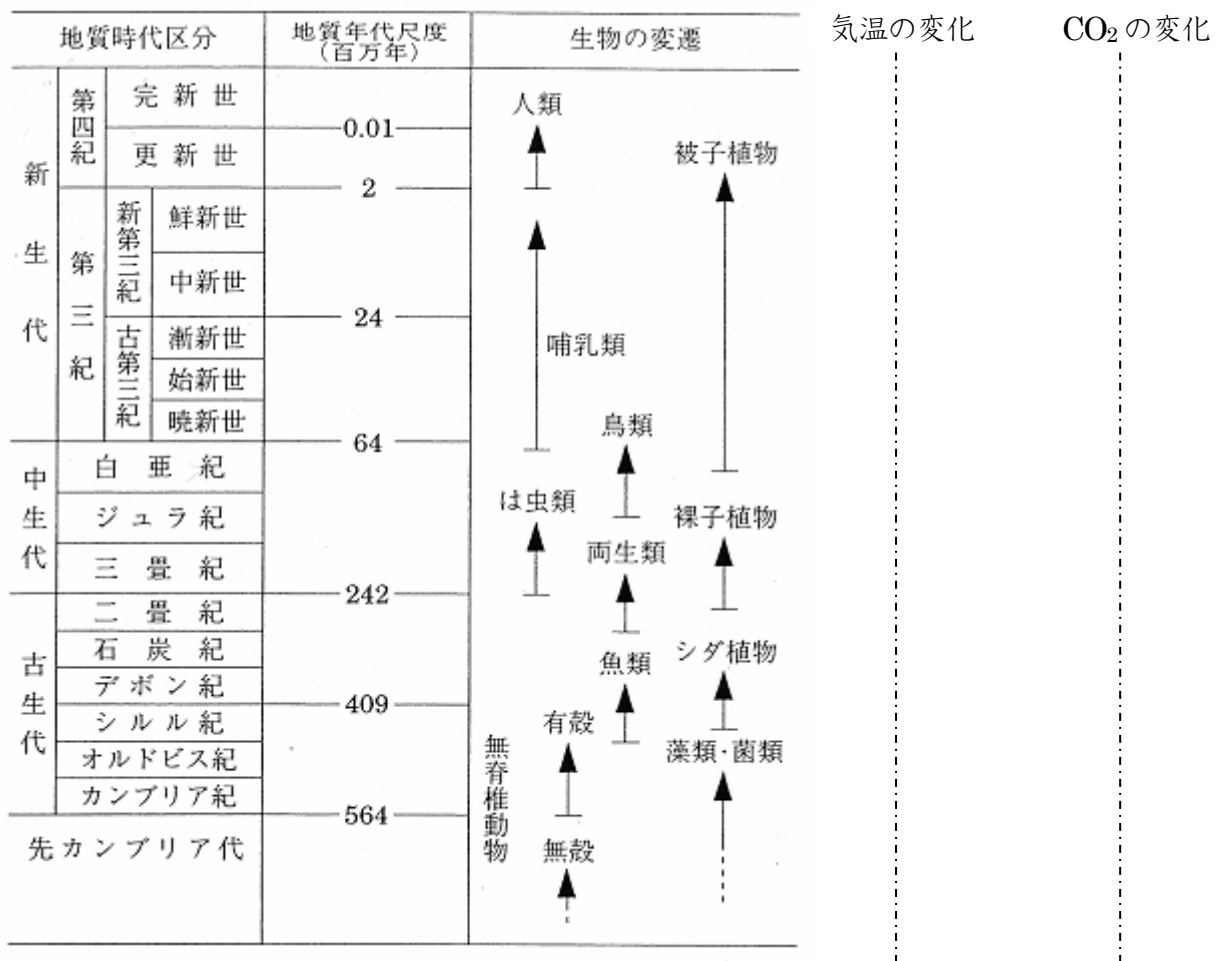 地質時代区分
地質年代尺度
(百万年)
生物の変遷
気温の変化
CO₂の変化
新生代
第四紀
完新世
更新世
第三紀
新第三紀
鮮新世
中新世
古第三紀
漸新世
始新世
暁新世
中生代
白亜紀
ジュラ紀
三畳紀
古生代
二畳紀
石炭紀
デボン紀
シルル紀
オルドビス紀
カンブリア紀
先カンブリア代
0.01
2
24
64
242
409
564
人類
被子植物
哺乳類
鳥類
は虫類
裸子植物
両生類
シダ植物
魚類
有殻
藻類・菌類
無脊椎動物
無殻